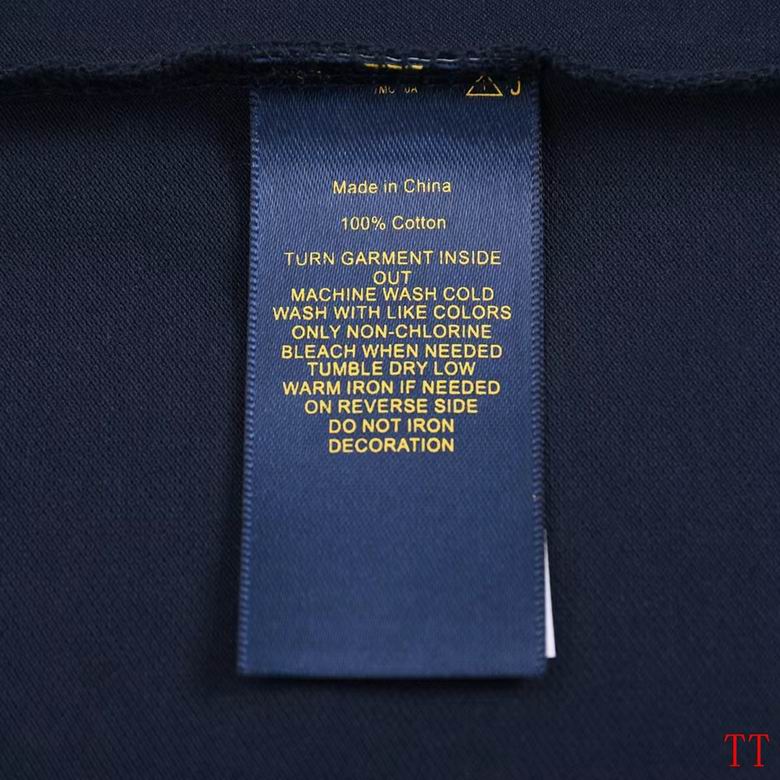 Made in China
100% Cotton
TURN GARMENT INSIDE
OUT
MACHINE WASH COLD
WASH WITH LIKE COLORS
ONLY NON-CHLORINE
BLEACH WHEN NEEDED
TUMBLE DRY LOW
WARM IRON IF NEEDED
ON REVERSE SIDE
DO NOT IRON
DECORATION
TT